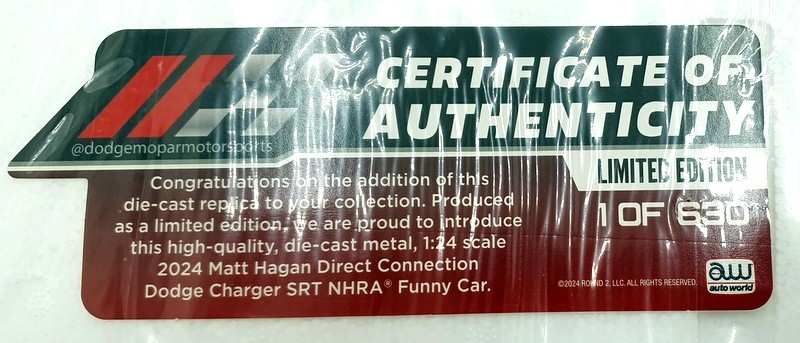 CERTIFICATE OF
AUTHENTICITY
@dodgemoparmotorsports
LIMITED EDITION
1 OF 630
Congratulations on the addition of this
die-cast replica to your collection. Produced
as a limited edition, we are proud to introduce
this high-quality, die-cast metal, 1:24 scale
2024 Matt Hagan Direct Connection
Dodge Charger SRT NHRA® Funny Car.
©2024 ROUND 2, LLC. ALL RIGHTS RESERVED.
aw
auto world